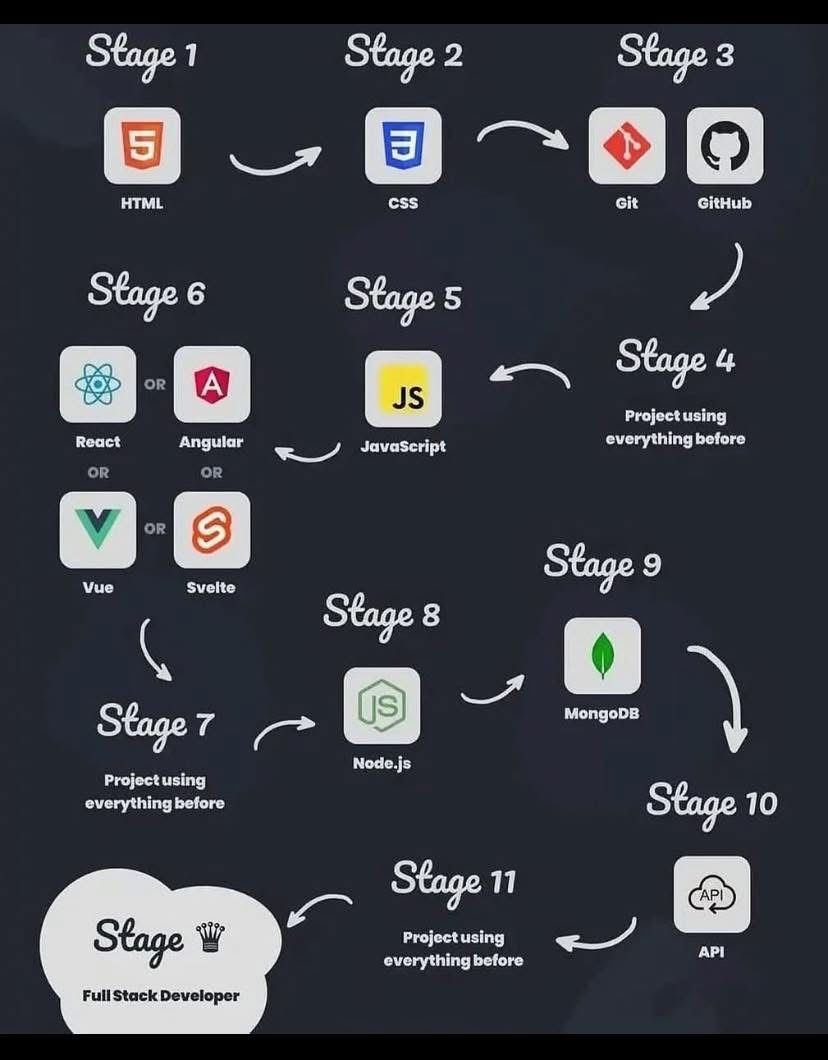 Stage 1
HTML
Stage 2
CSS
Stage 3
Git
GitHub
Stage 4
Project using
everything before
Stage 5
JS
JavaScript
Stage 6
React
OR
Angular
OR
OR
Vue
OR
Svelte
Stage 7
Project using
everything before
Stage 8
JS
Node.js
Stage 9
MongoDB
Stage 10
API
API
Stage 11
Project using
everything before
Stage ♛
Full Stack Developer